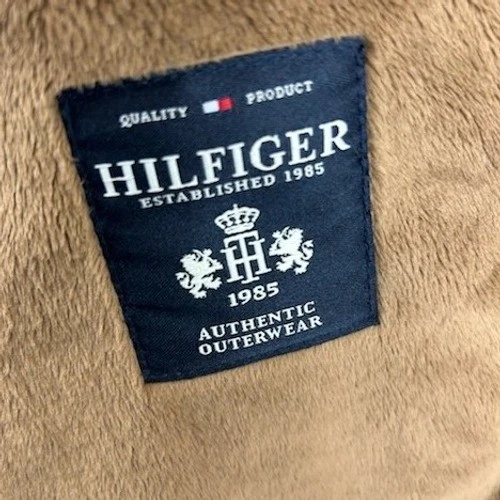 QUALITY PRODUCT
HILFIGER
ESTABLISHED 1985
TH
1985
AUTHENTIC
OUTERWEAR